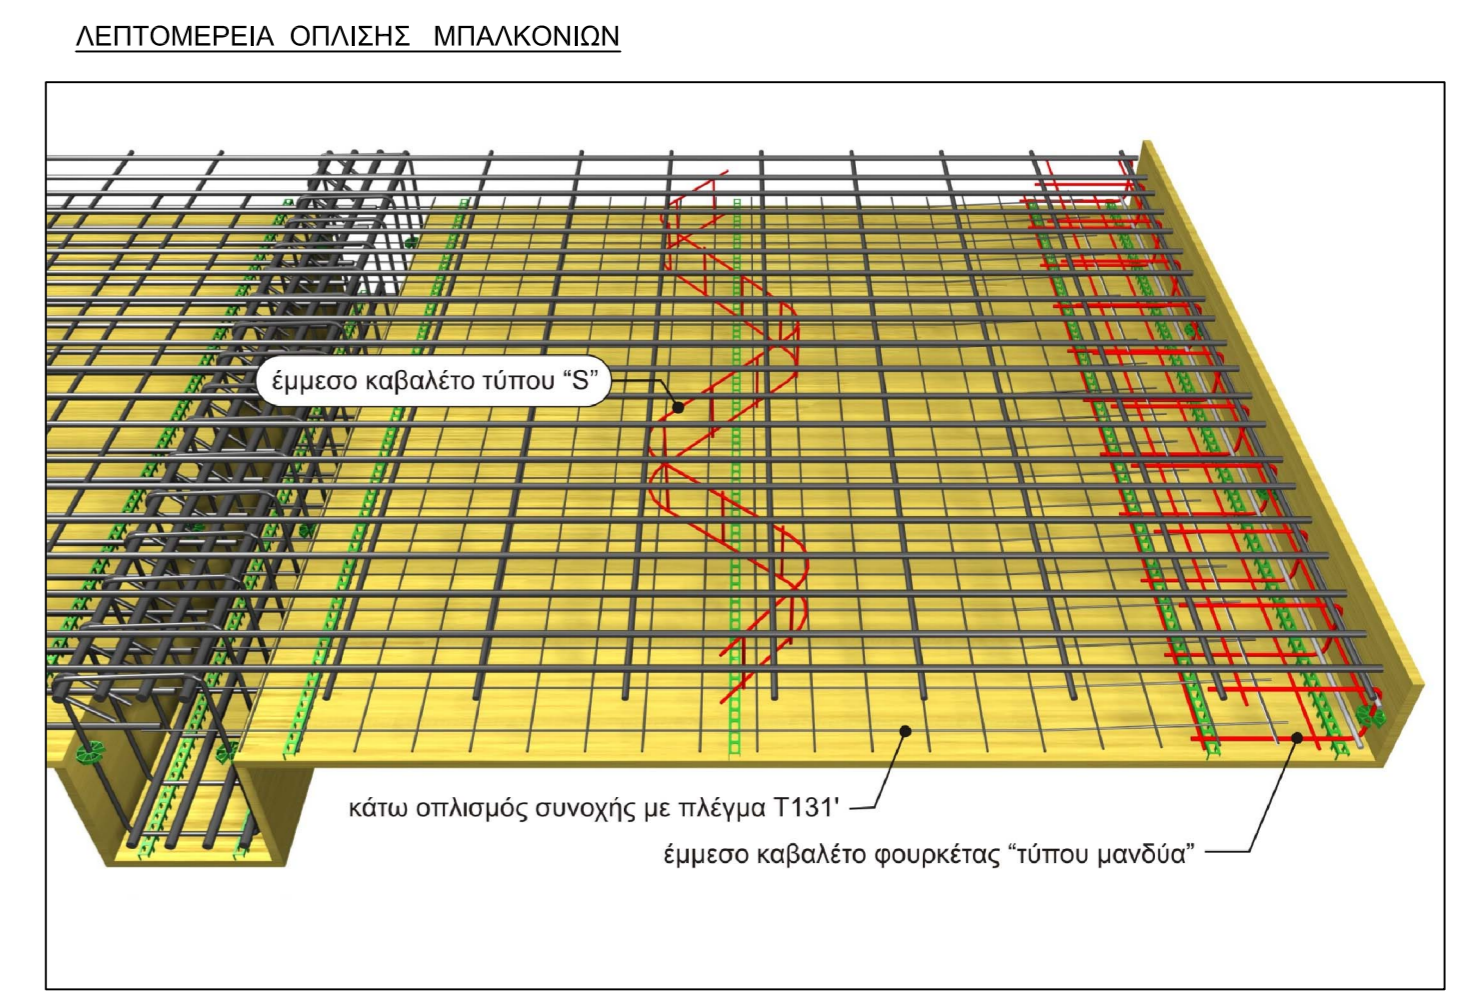 ΛΕΠΤΟΜΕΡΕΙΑ ΟΠΛΙΣΗΣ ΜΠΑΛΚΟΝΙΩΝ
έμμεσο καβαλέτο τύπου “S”
κάτω οπλισμός συνοχής με πλέγμα T131'
έμμεσο καβαλέτο φουρκέτας “τύπου μανδύα”